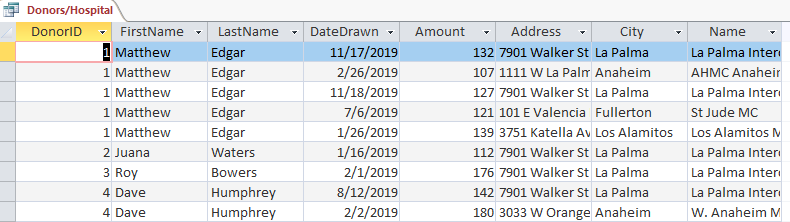 Donors/Hospital
DonorID FirstName LastName DateDrawn Amount Address City Name
1 Matthew Edgar 11/17/2019 132 7901 Walker St La Palma La Palma Interc
1 Matthew Edgar 2/26/2019 107 1111 W La Palm Anaheim AHMC Anaheir
1 Matthew Edgar 11/18/2019 127 7901 Walker St La Palma La Palma Interc
1 Matthew Edgar 7/6/2019 121 101 E Valencia Fullerton St Jude MC
1 Matthew Edgar 1/26/2019 139 3751 Katella Av Los Alamitos Los Alamitos M
2 Juana Waters 1/16/2019 112 7901 Walker St La Palma La Palma Interc
3 Roy Bowers 2/1/2019 176 7901 Walker St La Palma La Palma Interc
4 Dave Humphrey 8/12/2019 142 7901 Walker St La Palma La Palma Interc
4 Dave Humphrey 2/2/2019 180 3033 W Orange Anaheim W. Anaheim M